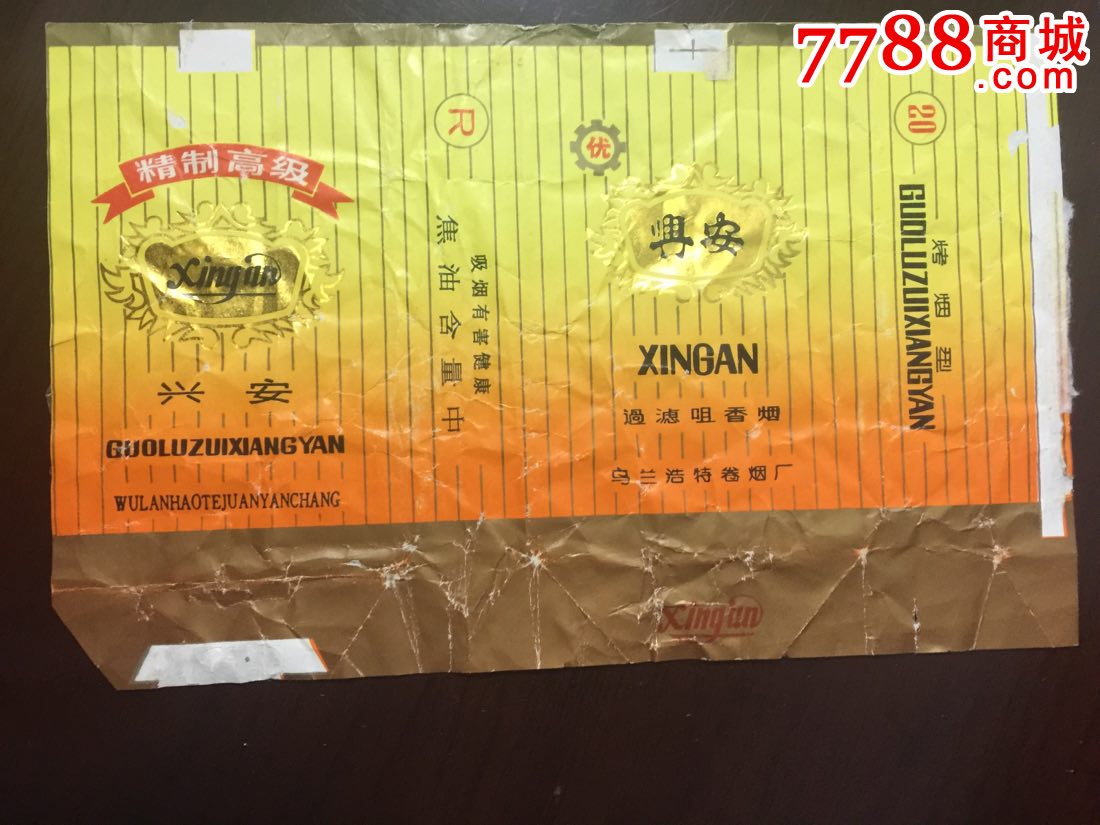 7788商城
.com
精制高级
Xingan
兴安
GUOLUZUIXIANGYAN
WULANHAOTEJUANYANCHANG
R
吸烟有害健康
焦油含量中
优
興安
XINGAN
過滤咀香烟
乌兰浩特卷烟厂
20
烤烟型
GUOLUZUIXIANGYAN
Xingan